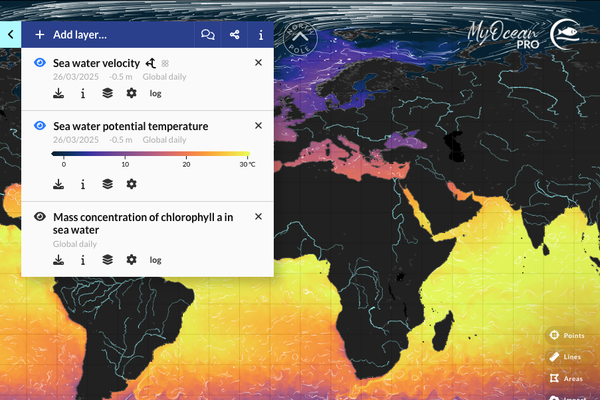 Add layer...
Sea water velocity
26/03/2025 -0.5 m Global daily
log
Sea water potential temperature
26/03/2025 -0.5 m Global daily
0 10 20 30 °C
Mass concentration of chlorophyll a in
sea water
Global daily
log
NORTH
POLE
MyOcean
PRO
Points
Lines
Areas